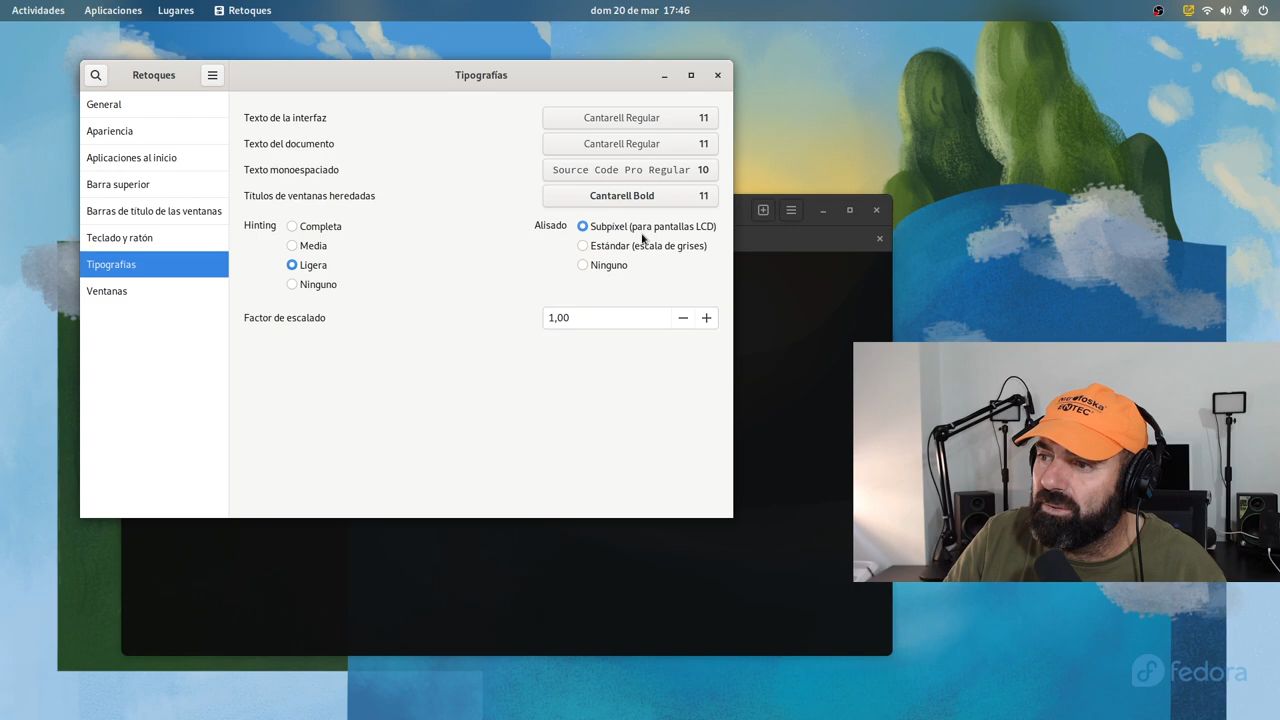 Actividades Aplicaciones Lugares Retoques dom 20 de mar 17:46
Retoques Tipografías
General
Apariencia
Aplicaciones al inicio
Barra superior
Barras de título de las ventanas
Teclado y ratón
Tipografías
Ventanas
Texto de la interfaz Cantarell Regular 11
Texto del documento Cantarell Regular 11
Texto monoespaciado Source Code Pro Regular 10
Títulos de ventanas heredadas Cantarell Bold 11
Hinting Completa Alisado Subpíxel (para pantallas LCD)
Media Estándar (escala de grises)
Ligera Ninguno
Ninguno
Factor de escalado 1,00
ENTEC
fedora